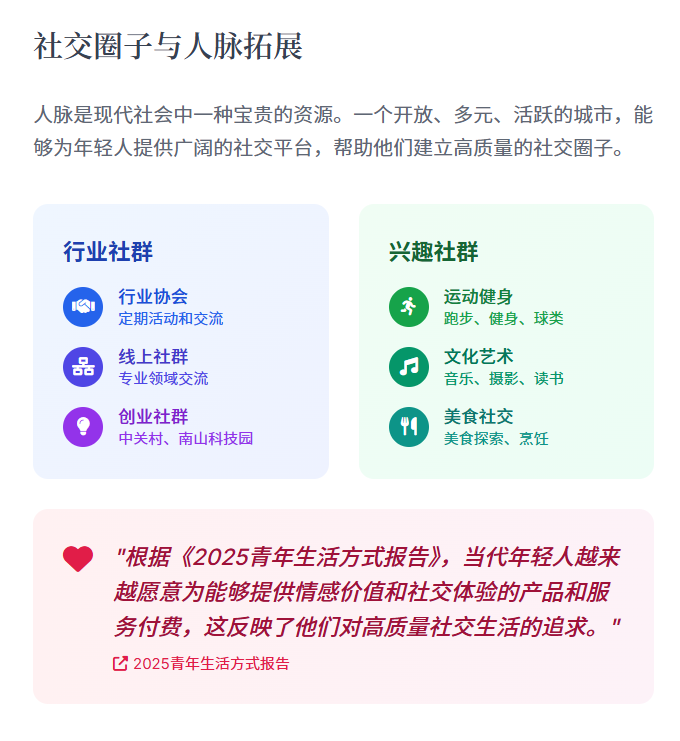 社交圈子与人脉拓展
人脉是现代社会中一种宝贵的资源。一个开放、多元、活跃的城市，能
够为年轻人提供广阔的社交平台，帮助他们建立高质量的社交圈子。
行业社群
行业协会
定期活动和交流
线上社群
专业领域交流
创业社群
中关村、南山科技园
兴趣社群
运动健身
跑步、健身、球类
文化艺术
音乐、摄影、读书
美食社交
美食探索、烹饪
"根据《2025青年生活方式报告》，当代年轻人越来
越愿意为能够提供情感价值和社交体验的产品和服
务付费，这反映了他们对高质量社交生活的追求。"
2025青年生活方式报告